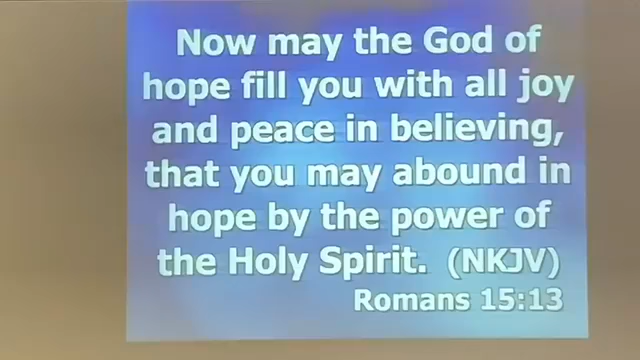 Now may the God of
hope fill you with all joy
and peace in believing,
that you may abound in
hope by the power of
the Holy Spirit. (NKJV)
Romans 15:13